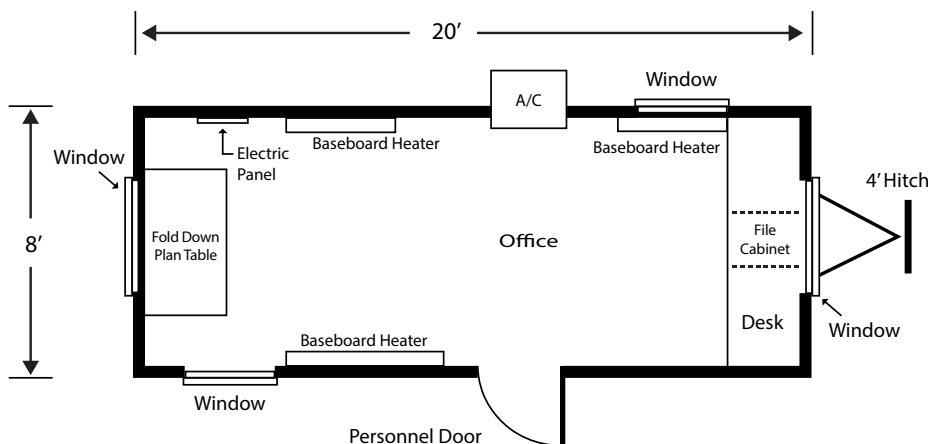 20’
Window
A/C
Baseboard Heater
Baseboard Heater
Electric
Panel
Window
4’ Hitch
8’
Fold Down
Plan Table
Office
File
Cabinet
Desk
Window
Baseboard Heater
Window
Personnel Door